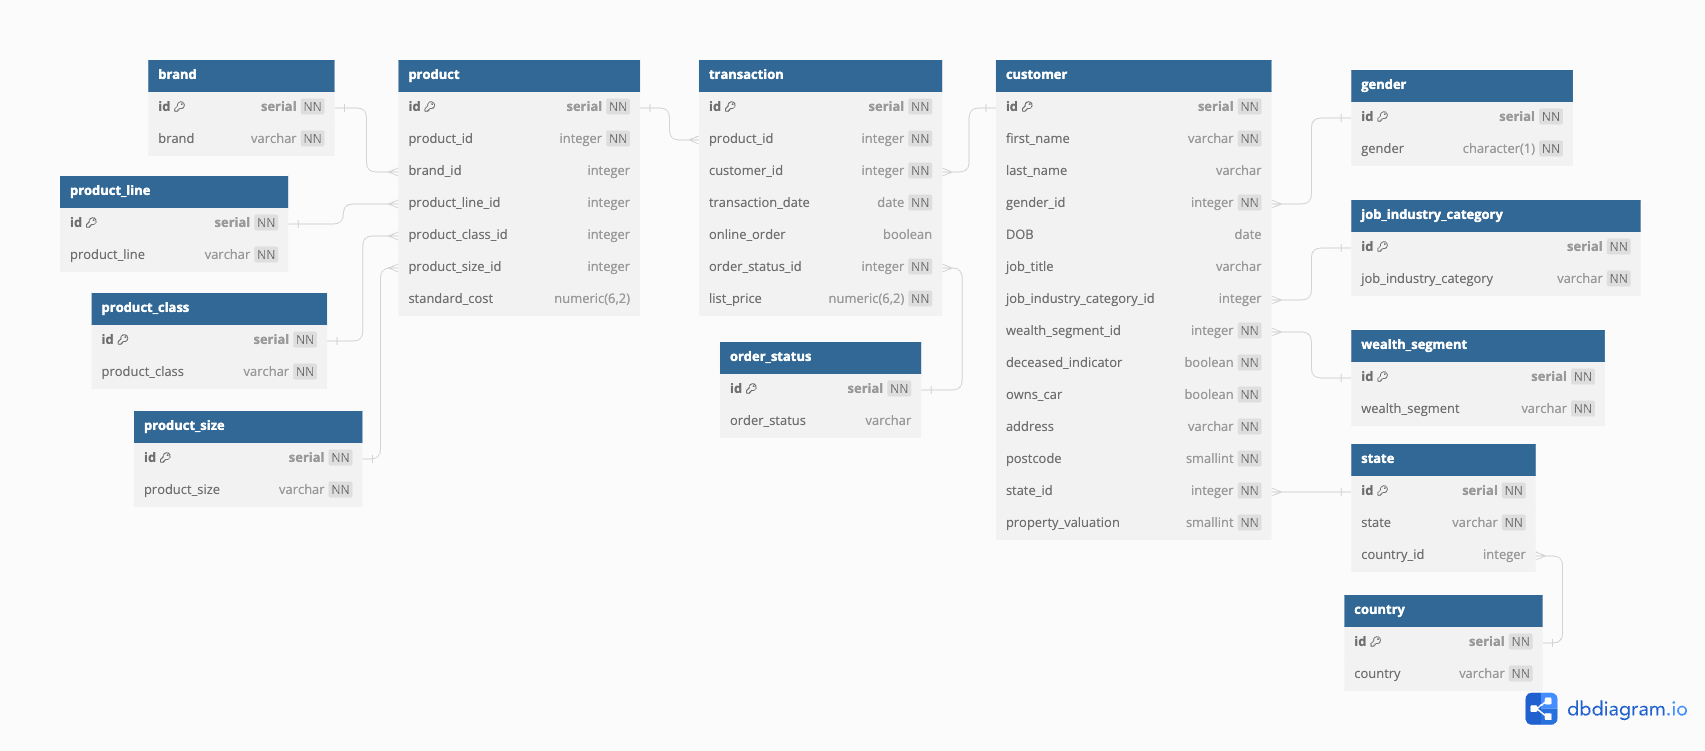 brand
id serial NN
brand varchar NN
product_line
id serial NN
product_line varchar NN
product_class
id serial NN
product_class varchar NN
product_size
id serial NN
product_size varchar NN
product
id serial NN
product_id integer NN
brand_id integer
product_line_id integer
product_class_id integer
product_size_id integer
standard_cost numeric(6,2)
transaction
id serial NN
product_id integer NN
customer_id integer NN
transaction_date date NN
online_order boolean
order_status_id integer NN
list_price numeric(6,2) NN
order_status
id serial NN
order_status varchar
customer
id serial NN
first_name varchar NN
last_name varchar
gender_id integer NN
DOB date
job_title varchar
job_industry_category_id integer
wealth_segment_id integer NN
deceased_indicator boolean NN
owns_car boolean NN
address varchar NN
postcode smallint NN
state_id integer NN
property_valuation smallint NN
gender
id serial NN
gender character(1) NN
job_industry_category
id serial NN
job_industry_category varchar NN
wealth_segment
id serial NN
wealth_segment varchar NN
state
id serial NN
state varchar NN
country_id integer
country
id serial NN
country varchar NN
dbdiagram.io